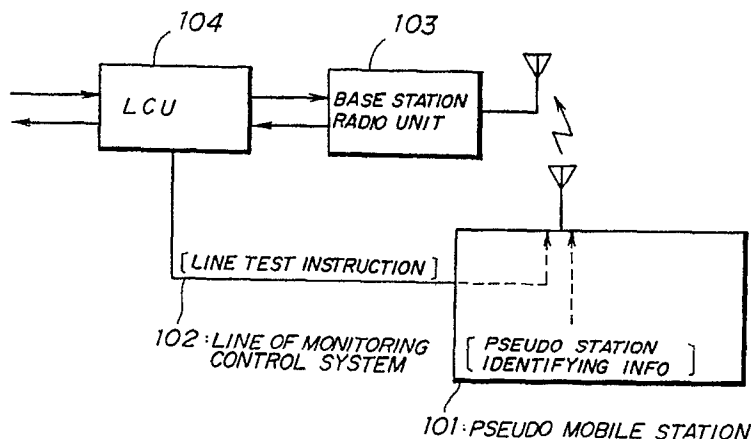 104
103
LCU
BASE STATION
RADIO UNIT
[LINE TEST INSTRUCTION]
102: LINE OF MONITORING
CONTROL SYSTEM
[PSEUDO STATION
IDENTIFYING INFO]
101: PSEUDO MOBILE STATION